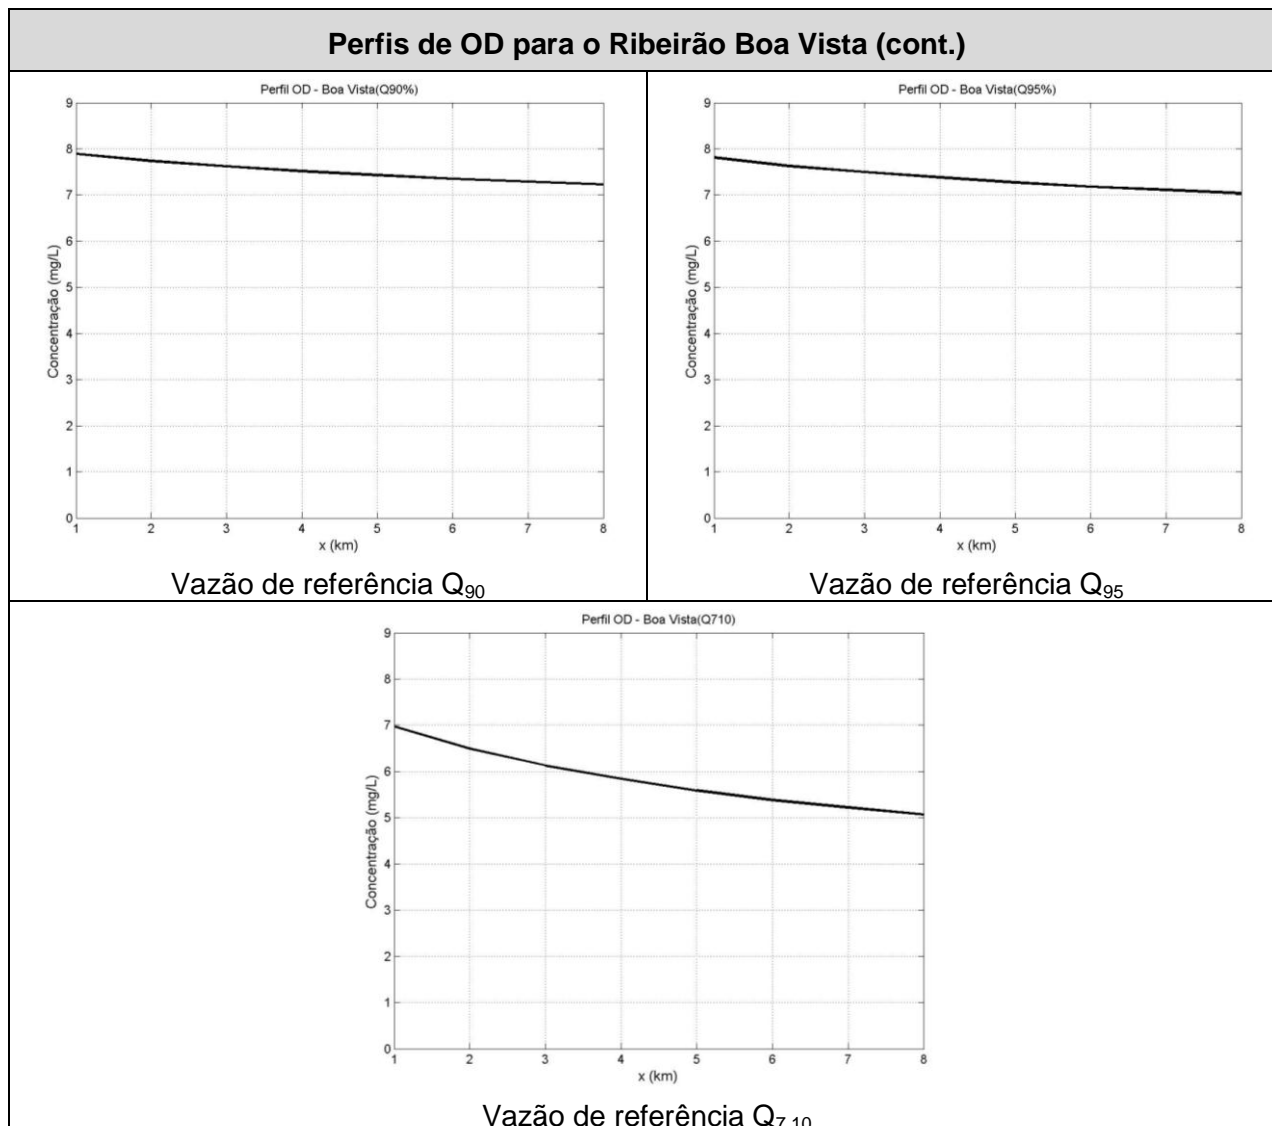 Perfis de OD para o Ribeirão Boa Vista (cont.)
Perfil OD - Boa Vista(Q90%)
9
8
7
6
5
4
3
2
1
0
Concentração (mg/L)
1 2 3 4 5 6 7 8
x (km)
Vazão de referência Q90
Perfil OD - Boa Vista(Q95%)
9
8
7
6
5
4
3
2
1
0
Concentração (mg/L)
1 2 3 4 5 6 7 8
x (km)
Vazão de referência Q95
Perfil OD - Boa Vista(Q710)
9
8
7
6
5
4
3
2
1
0
Concentração (mg/L)
1 2 3 4 5 6 7 8
x (km)
Vazão de referência Q7,10